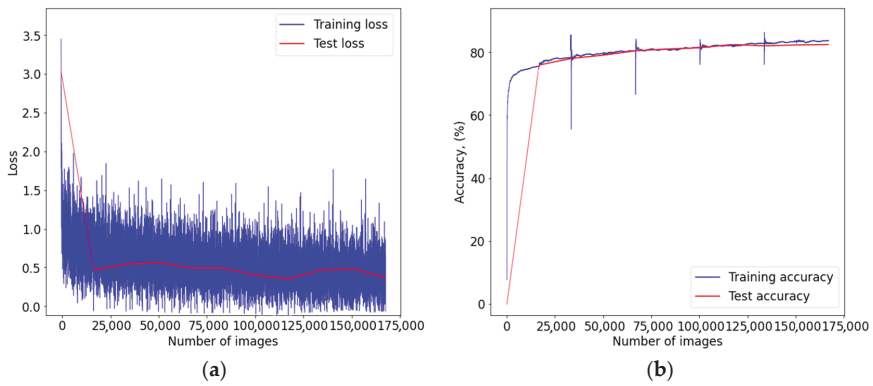 Training loss
Test loss
3.5
3.0
2.5
2.0
1.5
1.0
0.5
0.0
Loss
0 25,000 50,000 75,000 100,000 125,000 150,000 175,000
Number of images
(a)
80
60
40
20
0
Accuracy, (%)
Training accuracy
Test accuracy
0 25,000 50,000 75,000 100,000 125,000 150,000 175,000
Number of images
(b)